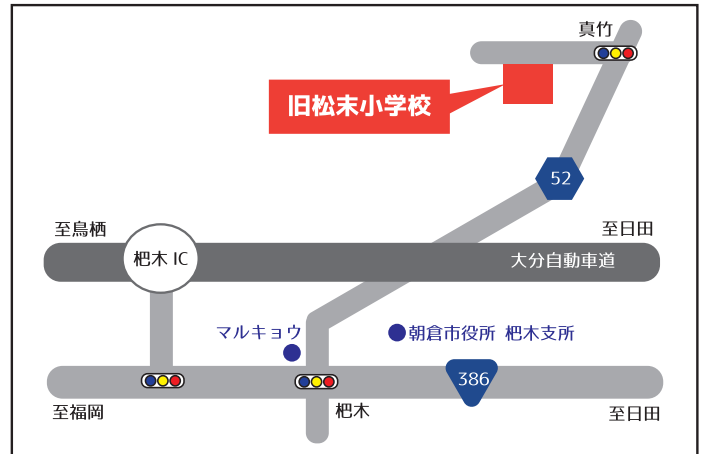 真竹
旧松末小学校
52
至鳥栖
至日田
杷木 IC
大分自動車道
マルキョウ
朝倉市役所 杷木支所
386
至福岡
杷木
至日田